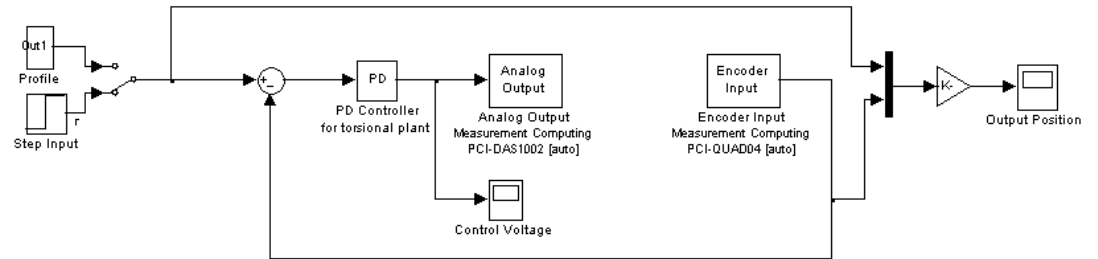 Out1
Profile
r
Step Input
+
−
PD
PD Controller
for torsional plant
Analog
Output
Analog Output
Measurement Computing
PCI-DAS1002 [auto]
Control Voltage
Encoder
Input
Encoder Input
Measurement Computing
PCI-QUAD04 [auto]
K-
Output Position